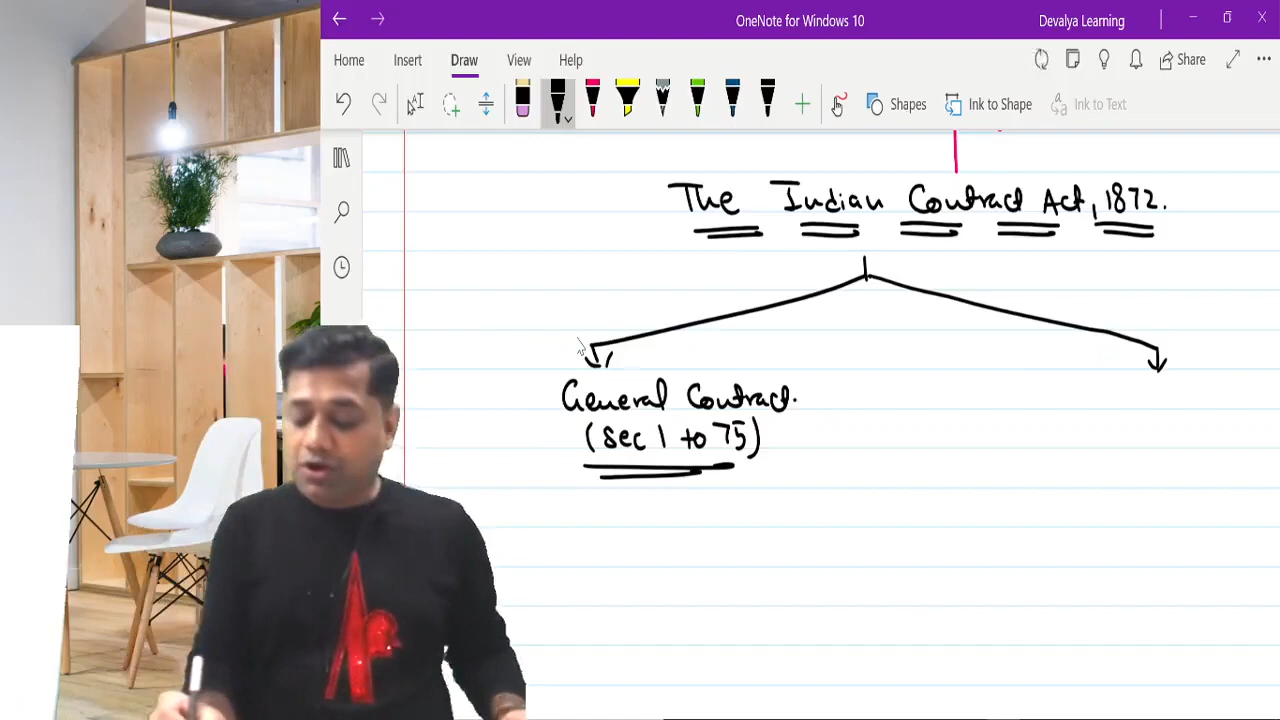 OneNote for Windows 10
Devalya Learning
Home Insert Draw View Help
Share
Shapes
Ink to Shape
Ink to Text
The Indian Contract Act, 1872.
General Contract.
(Sec 1 to 75)